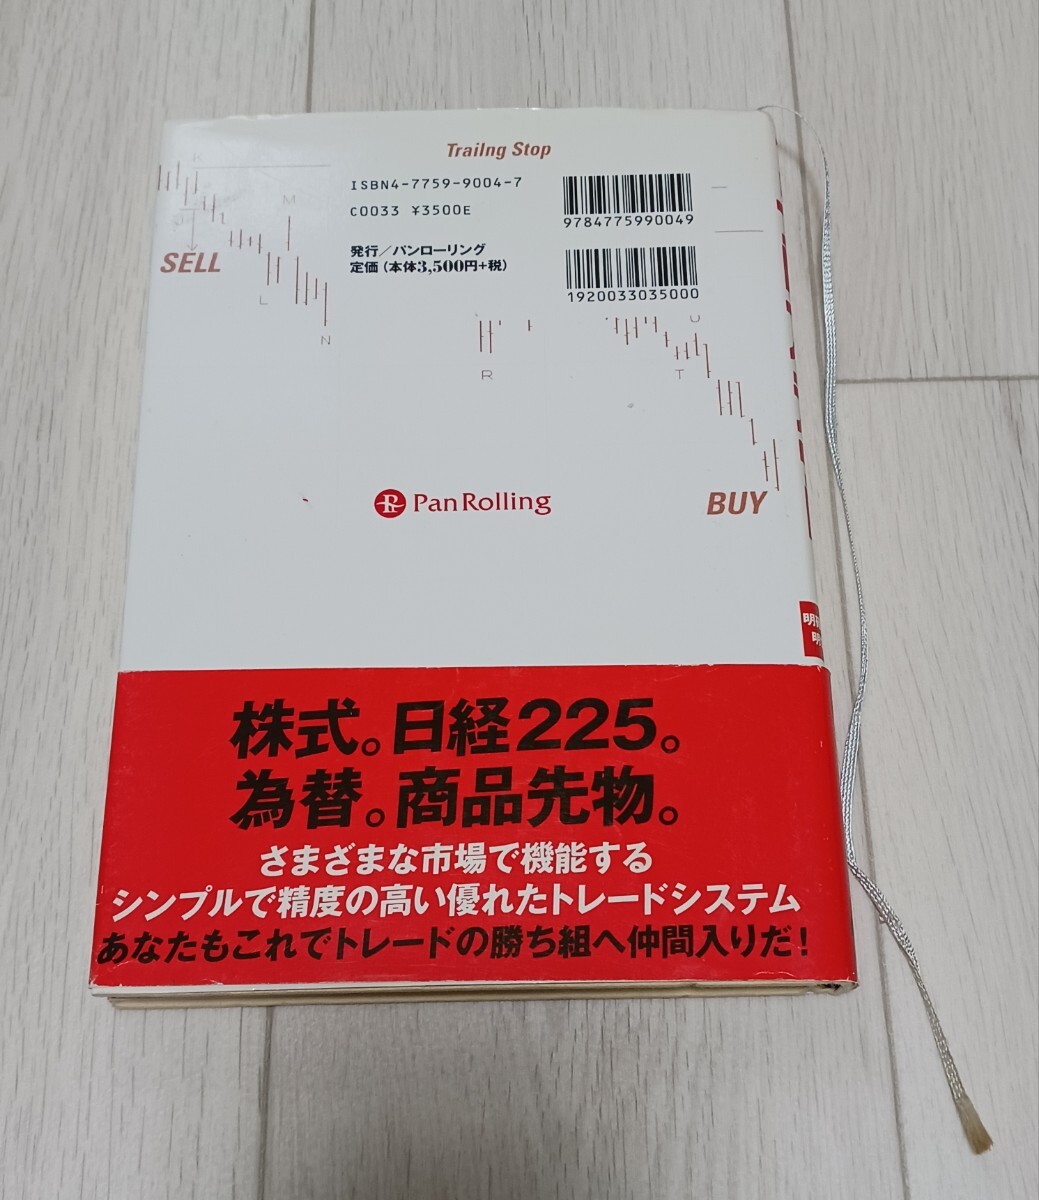 Trailng Stop
ISBN4-7759-9004-7
C0033 ¥3500E
発行／パンローリング
定価（本体3,500円+税）
9784775990049
1920033035000
K
J
M
SELL
L
N
U
R
T
PanRolling
BUY
株式。日経225。
為替。商品先物。
さまざまな市場で機能する
シンプルで精度の高い優れたトレードシステム
あなたもこれでトレードの勝ち組へ仲間入りだ！